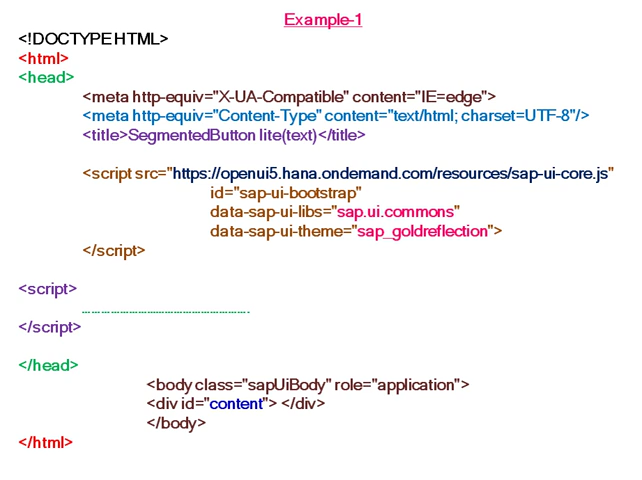 Example-1
<!DOCTYPE HTML>
<html>
<head>
<meta http-equiv="X-UA-Compatible" content="IE=edge">
<meta http-equiv="Content-Type" content="text/html; charset=UTF-8"/>
<title>SegmentedButton lite(text)</title>
<script src="https://openui5.hana.ondemand.com/resources/sap-ui-core.js"
id="sap-ui-bootstrap"
data-sap-ui-libs="sap.ui.commons"
data-sap-ui-theme="sap_goldreflection">
</script>
<script>
……………………………………………….
</script>
</head>
<body class="sapUiBody" role="application">
<div id="content"> </div>
</body>
</html>